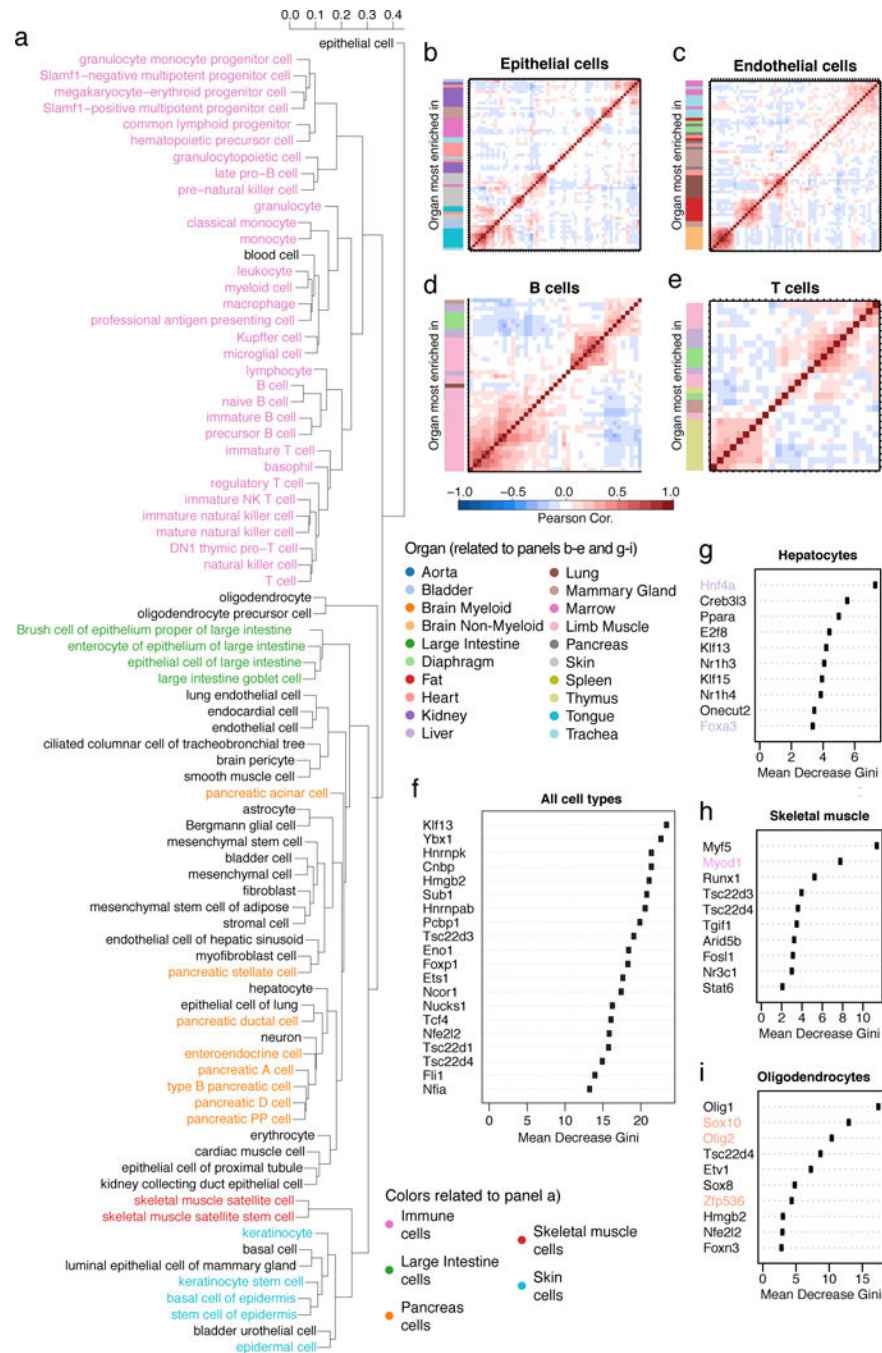 a
0.0 0.1 0.2 0.3 0.4
epithelial cell
granulocyte monocyte progenitor cell
Slamf1−negative multipotent progenitor cell
megakaryocyte−erythroid progenitor cell
Slamf1−positive multipotent progenitor cell
common lymphoid progenitor
hematopoietic precursor cell
granulocytopoietic cell
late pro−B cell
pre−natural killer cell
granulocyte
classical monocyte
monocyte
blood cell
leukocyte
myeloid cell
macrophage
professional antigen presenting cell
Kupffer cell
microglial cell
lymphocyte
B cell
naive B cell
immature B cell
precursor B cell
immature T cell
basophil
regulatory T cell
immature NK T cell
immature natural killer cell
mature natural killer cell
DN1 thymic pro−T cell
natural killer cell
T cell
oligodendrocyte
oligodendrocyte precursor cell
Brush cell of epithelium proper of large intestine
enterocyte of epithelium of large intestine
epithelial cell of large intestine
large intestine goblet cell
lung endothelial cell
endocardial cell
endothelial cell
ciliated columnar cell of tracheobronchial tree
brain pericyte
smooth muscle cell
pancreatic acinar cell
astrocyte
Bergmann glial cell
mesenchymal stem cell
bladder cell
mesenchymal cell
fibroblast
mesenchymal stem cell of adipose
stromal cell
endothelial cell of hepatic sinusoid
myofibroblast cell
pancreatic stellate cell
hepatocyte
epithelial cell of lung
pancreatic ductal cell
neuron
enteroendocrine cell
pancreatic A cell
type B pancreatic cell
pancreatic D cell
pancreatic PP cell
erythrocyte
cardiac muscle cell
epithelial cell of proximal tubule
kidney collecting duct epithelial cell
skeletal muscle satellite cell
skeletal muscle satellite stem cell
keratinocyte
basal cell
luminal epithelial cell of mammary gland
keratinocyte stem cell
basal cell of epidermis
stem cell of epidermis
bladder urothelial cell
epidermal cell
b
Epithelial cells
Organ most enriched in
c
Endothelial cells
Organ most enriched in
d
B cells
Organ most enriched in
e
T cells
Organ most enriched in
−1.0 −0.5 0.0 0.5 1.0
Pearson Cor.
Organ (related to panels b-e and g-i)
Aorta
Bladder
Brain Myeloid
Brain Non-Myeloid
Large Intestine
Diaphragm
Fat
Heart
Kidney
Liver
Lung
Mammary Gland
Marrow
Limb Muscle
Pancreas
Skin
Spleen
Thymus
Tongue
Trachea
f
All cell types
Klf13
Ybx1
Hnrnpk
Cnbp
Hmgb2
Sub1
Hnrnpab
Pcbp1
Tsc22d3
Eno1
Foxp1
Ets1
Ncor1
Nucks1
Tcf4
Nfe2l2
Tsc22d1
Tsc22d4
Fli1
Nfia
0 5 10 15 20
Mean Decrease Gini
Colors related to panel a)
Immune
cells
Large Intestine
cells
Pancreas
cells
Skeletal muscle
cells
Skin
cells
g
Hepatocytes
Hnf4a
Creb3l3
Ppara
E2f8
Klf13
Nr1h3
Klf15
Nr1h4
Onecut2
Foxa3
0 2 4 6
Mean Decrease Gini
h
Skeletal muscle
Myf5
Myod1
Runx1
Tsc22d3
Tsc22d4
Tgif1
Arid5b
Fosl1
Nr3c1
Stat6
0 2 4 6 8 10
Mean Decrease Gini
i
Oligodendrocytes
Olig1
Sox10
Olig2
Tsc22d4
Etv1
Sox8
Zfp536
Hmgb2
Nfe2l2
Foxn3
0 5 10 15
Mean Decrease Gini